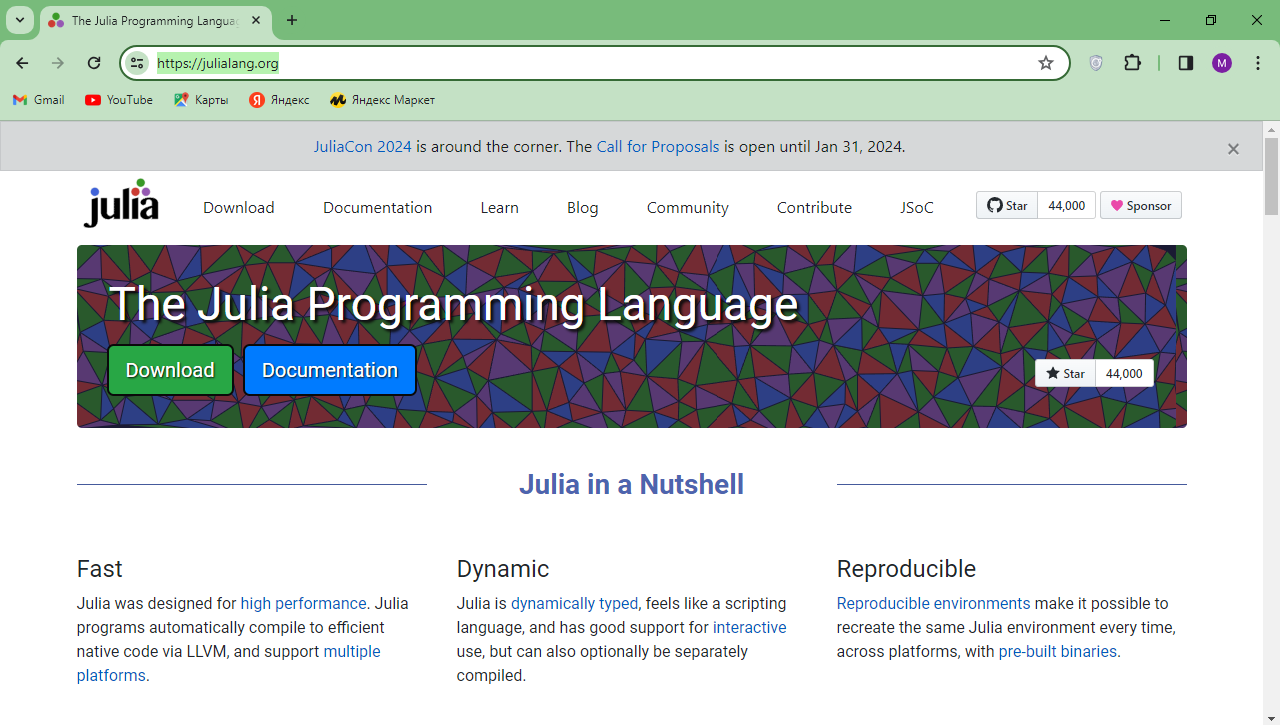 The Julia Programming Langua
https://julialang.org
M
Gmail
YouTube
Карты
Яндекс
Яндекс Маркет
JuliaCon 2024 is around the corner. The Call for Proposals is open until Jan 31, 2024.
julia
Download
Documentation
Learn
Blog
Community
Contribute
JSoC
Star
44,000
Sponsor
The Julia Programming Language
Download
Documentation
Star
44,000
Julia in a Nutshell
Fast
Julia was designed for high performance. Julia
programs automatically compile to efficient
native code via LLVM, and support multiple
platforms.
Dynamic
Julia is dynamically typed, feels like a scripting
language, and has good support for interactive
use, but can also optionally be separately
compiled.
Reproducible
Reproducible environments make it possible to
recreate the same Julia environment every time,
across platforms, with pre-built binaries.